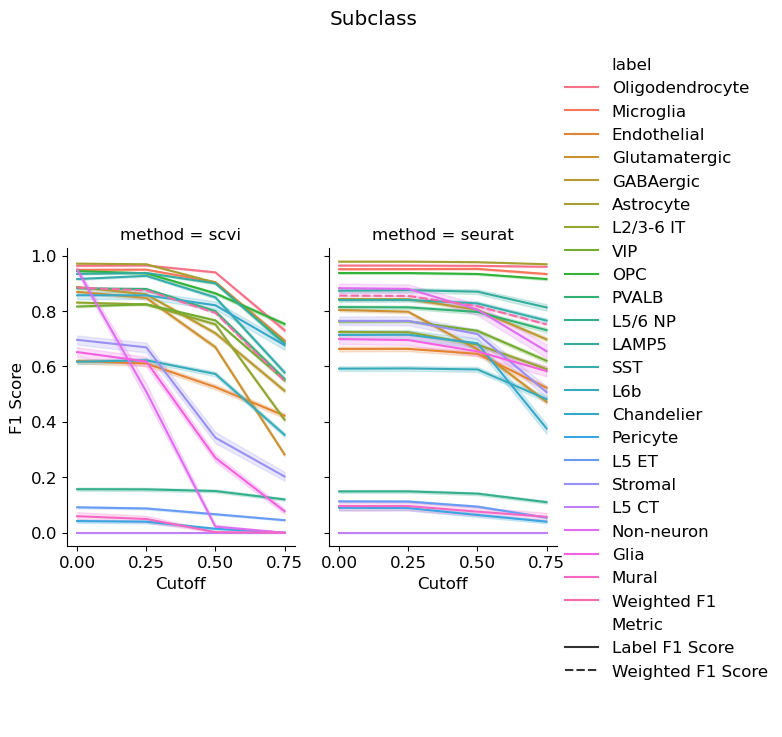 Subclass
method = scvi
method = seurat
F1 Score
1.0
0.8
0.6
0.4
0.2
0.0
0.00 0.25 0.50 0.75
0.00 0.25 0.50 0.75
Cutoff
Cutoff
label
Oligodendrocyte
Microglia
Endothelial
Glutamatergic
GABAergic
Astrocyte
L2/3-6 IT
VIP
OPC
PVALB
L5/6 NP
LAMP5
SST
L6b
Chandelier
Pericyte
L5 ET
Stromal
L5 CT
Non-neuron
Glia
Mural
Weighted F1
Metric
Label F1 Score
Weighted F1 Score